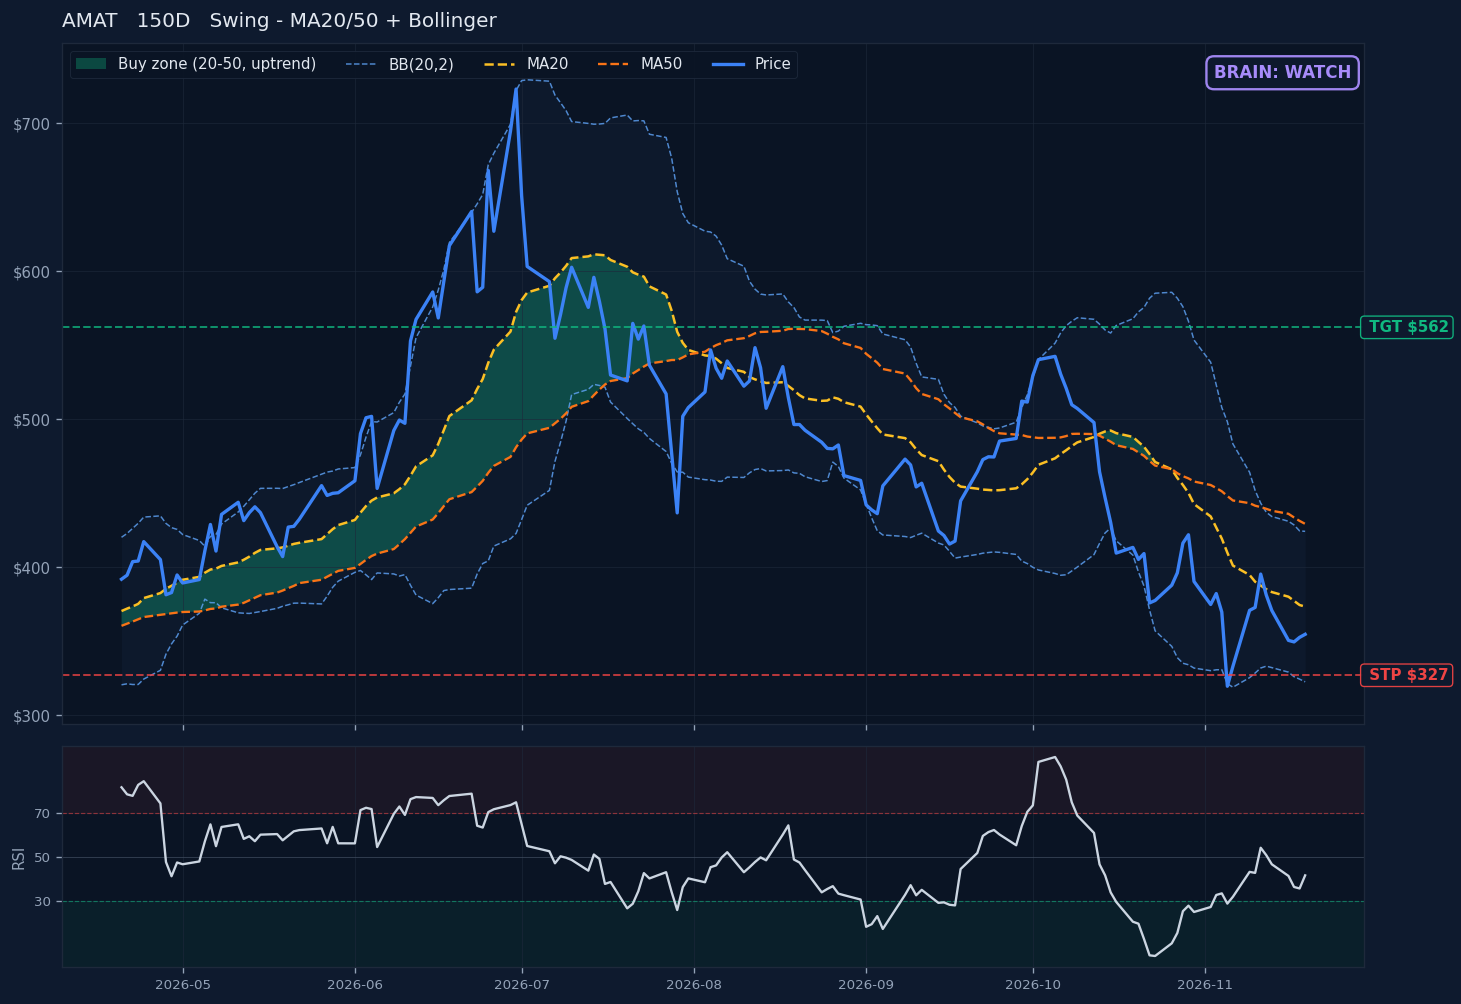 AMAT 150D Swing - MA20/50 + Bollinger
Buy zone (20-50, uptrend) BB(20,2) MA20 MA50 Price
BRAIN: WATCH
$700
$600
TGT $562
$500
$400
STP $327
$300
RSI
70
50
30
2026-05 2026-06 2026-07 2026-08 2026-09 2026-10 2026-11